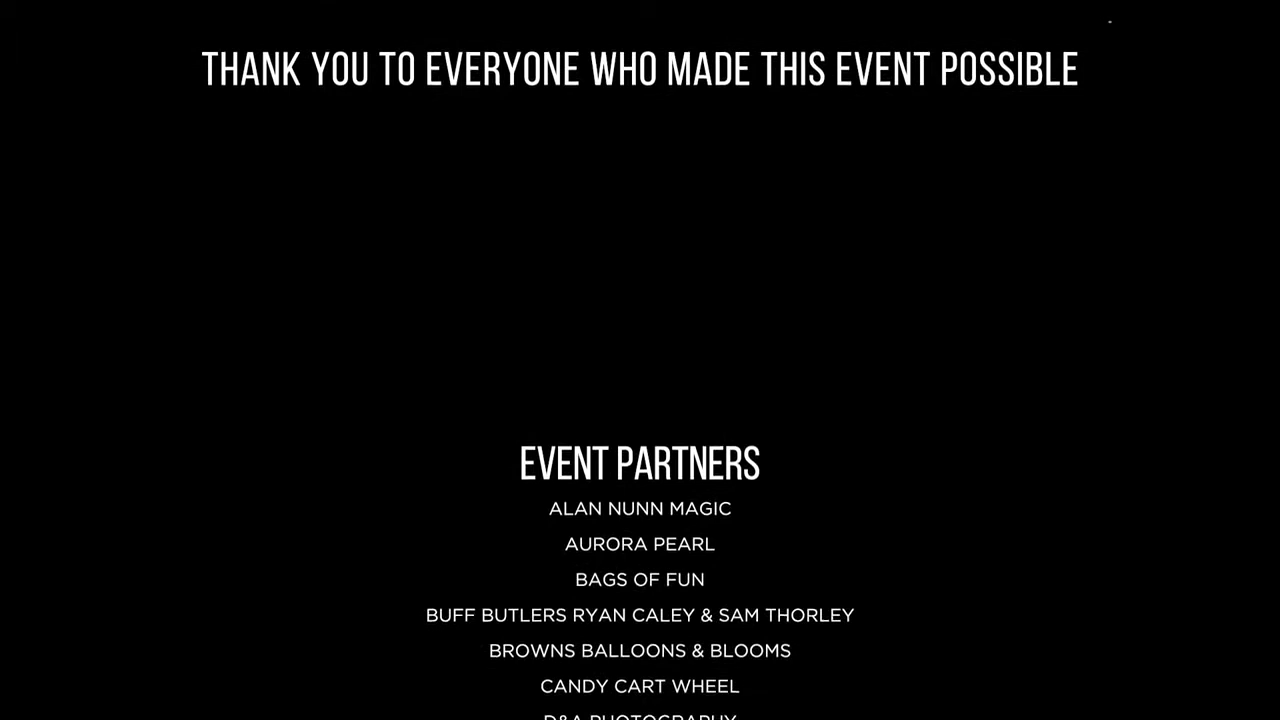 THANK YOU TO EVERYONE WHO MADE THIS EVENT POSSIBLE
EVENT PARTNERS
ALAN NUNN MAGIC
AURORA PEARL
BAGS OF FUN
BUFF BUTLERS RYAN CALEY & SAM THORLEY
BROWNS BALLOONS & BLOOMS
CANDY CART WHEEL
D&A PHOTOGRAPHY